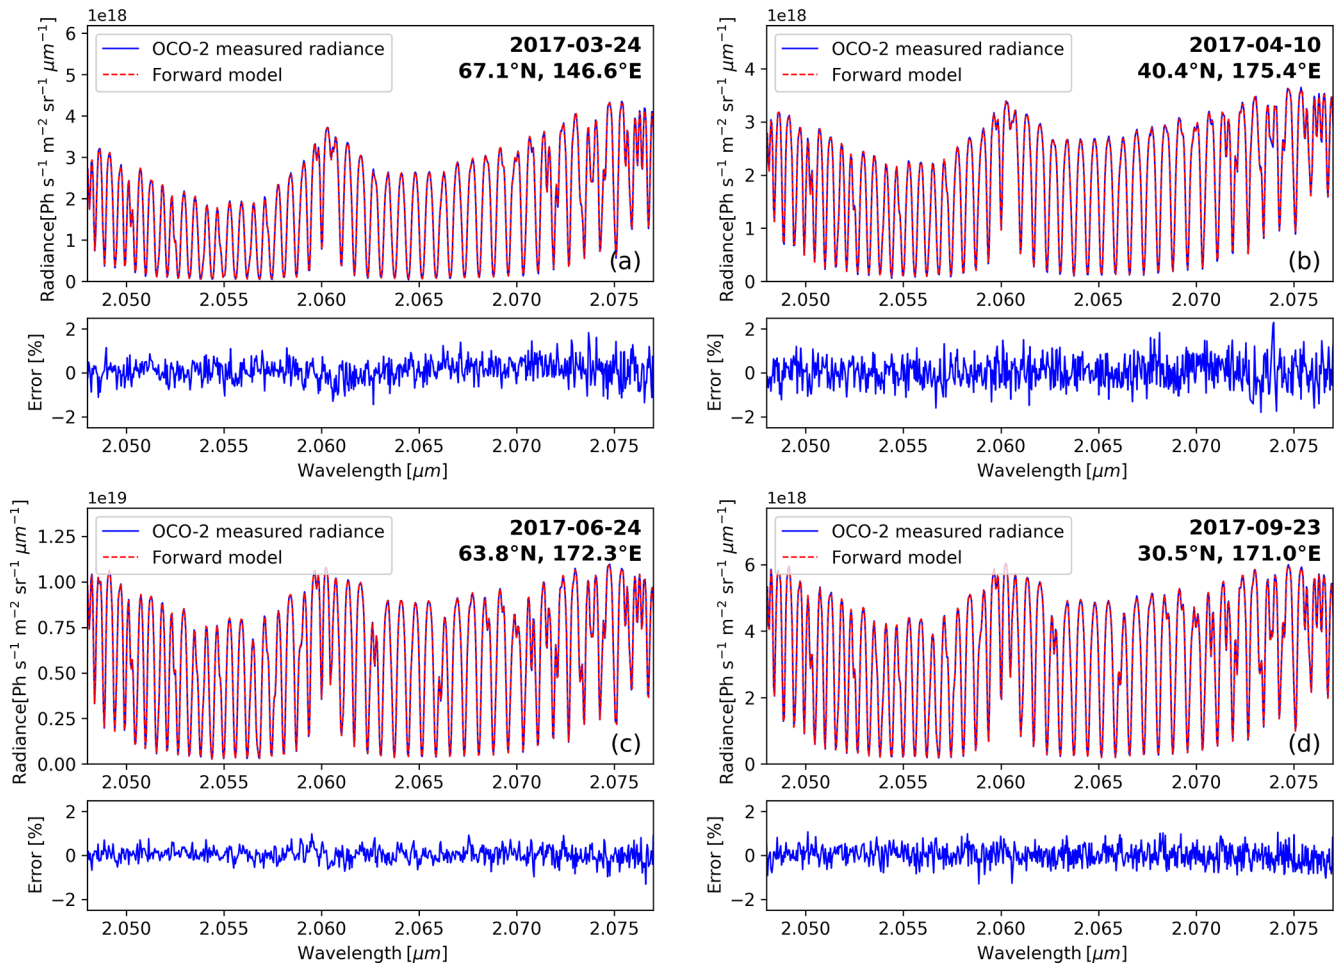 1e18
Radiance[Ph s⁻¹ m⁻² sr⁻¹ μm⁻¹]
6
5
4
3
2
1
0
OCO-2 measured radiance
Forward model
2017-03-24
67.1°N, 146.6°E
(a)
2.050 2.055 2.060 2.065 2.070 2.075
Error [%]
2
0
−2
2.050 2.055 2.060 2.065 2.070 2.075
Wavelength [μm]
1e18
Radiance[Ph s⁻¹ m⁻² sr⁻¹ μm⁻¹]
4
3
2
1
0
OCO-2 measured radiance
Forward model
2017-04-10
40.4°N, 175.4°E
(b)
2.050 2.055 2.060 2.065 2.070 2.075
Error [%]
2
0
−2
2.050 2.055 2.060 2.065 2.070 2.075
Wavelength [μm]
1e19
Radiance[Ph s⁻¹ m⁻² sr⁻¹ μm⁻¹]
1.25
1.00
0.75
0.50
0.25
0.00
OCO-2 measured radiance
Forward model
2017-06-24
63.8°N, 172.3°E
(c)
2.050 2.055 2.060 2.065 2.070 2.075
Error [%]
2
0
−2
2.050 2.055 2.060 2.065 2.070 2.075
Wavelength [μm]
1e18
Radiance[Ph s⁻¹ m⁻² sr⁻¹ μm⁻¹]
6
4
2
0
OCO-2 measured radiance
Forward model
2017-09-23
30.5°N, 171.0°E
(d)
2.050 2.055 2.060 2.065 2.070 2.075
Error [%]
2
0
−2
2.050 2.055 2.060 2.065 2.070 2.075
Wavelength [μm]